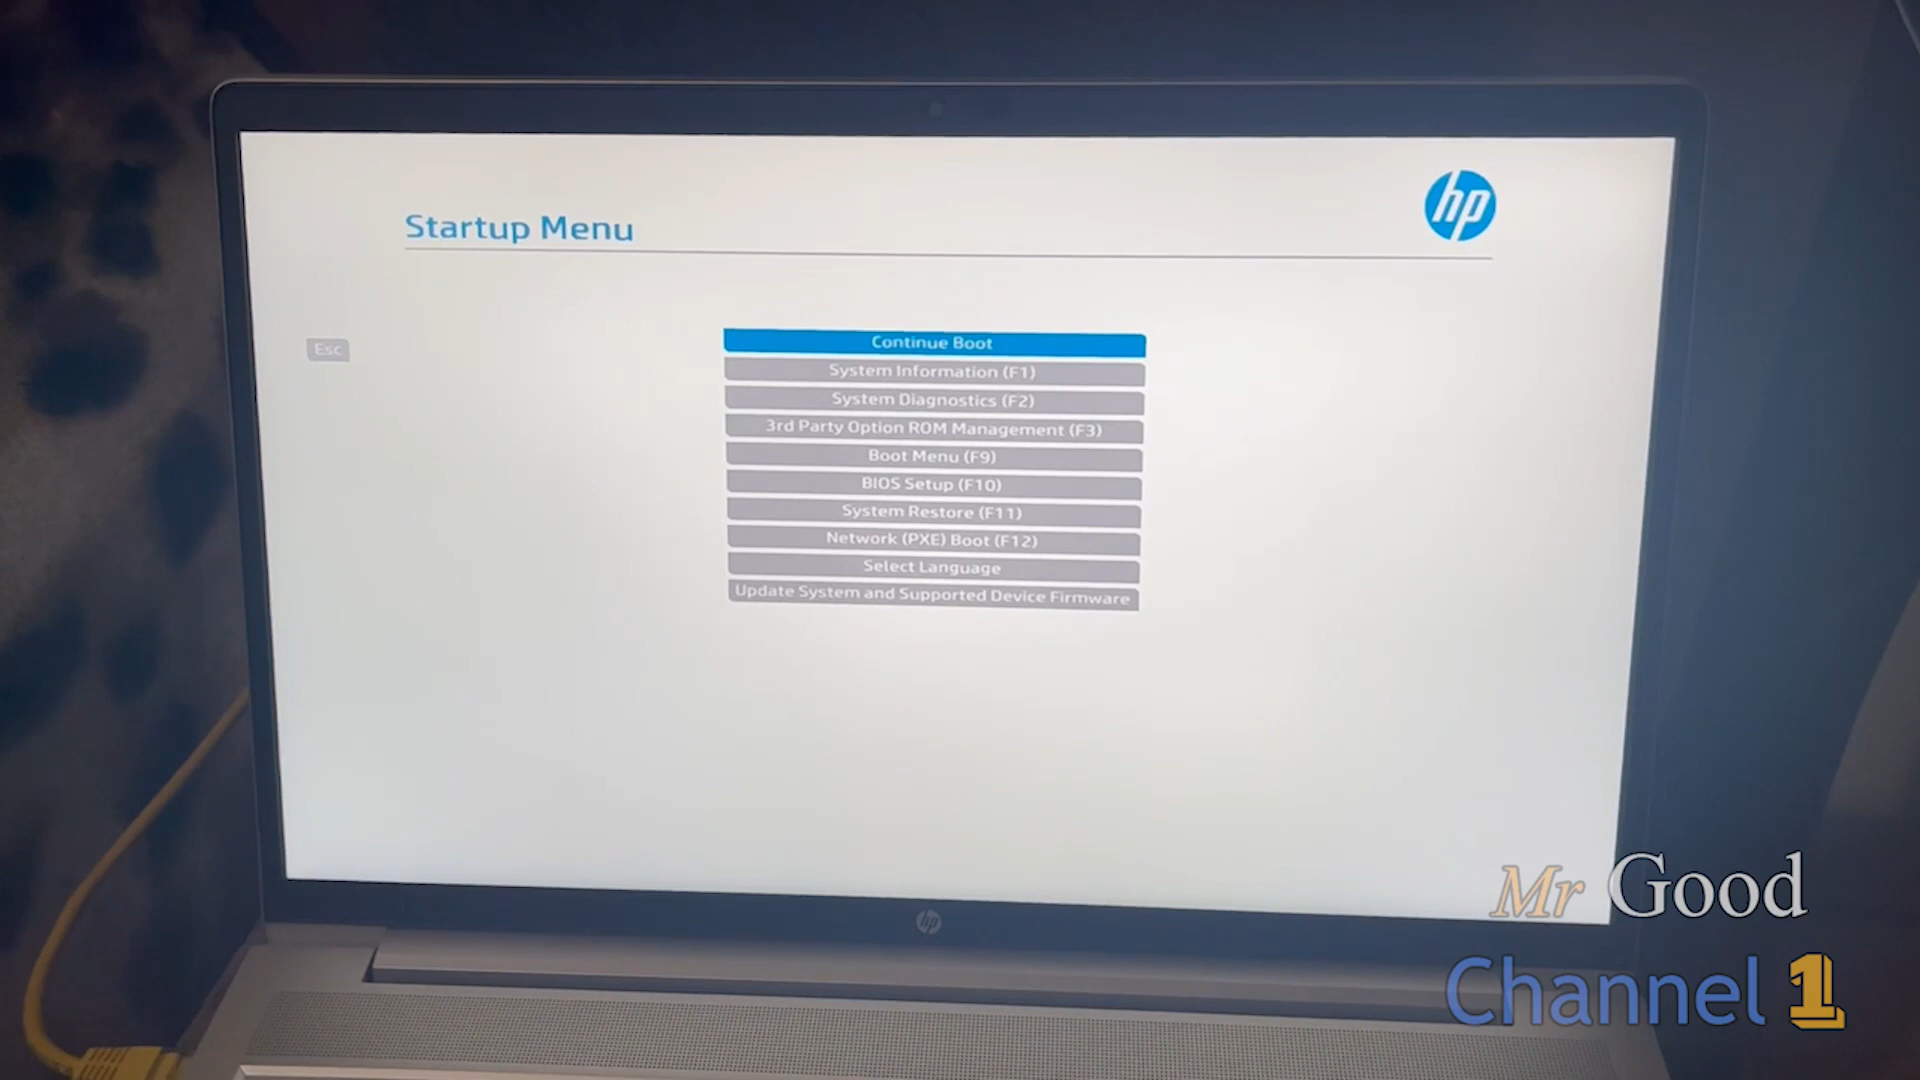 hp
Startup Menu
Esc
Continue Boot
System Information (F1)
System Diagnostics (F2)
3rd Party Option ROM Management (F3)
Boot Menu (F9)
BIOS Setup (F10)
System Restore (F11)
Network (PXE) Boot (F12)
Select Language
Update System and Supported Device Firmware
hp
Mr Good
Channel 1